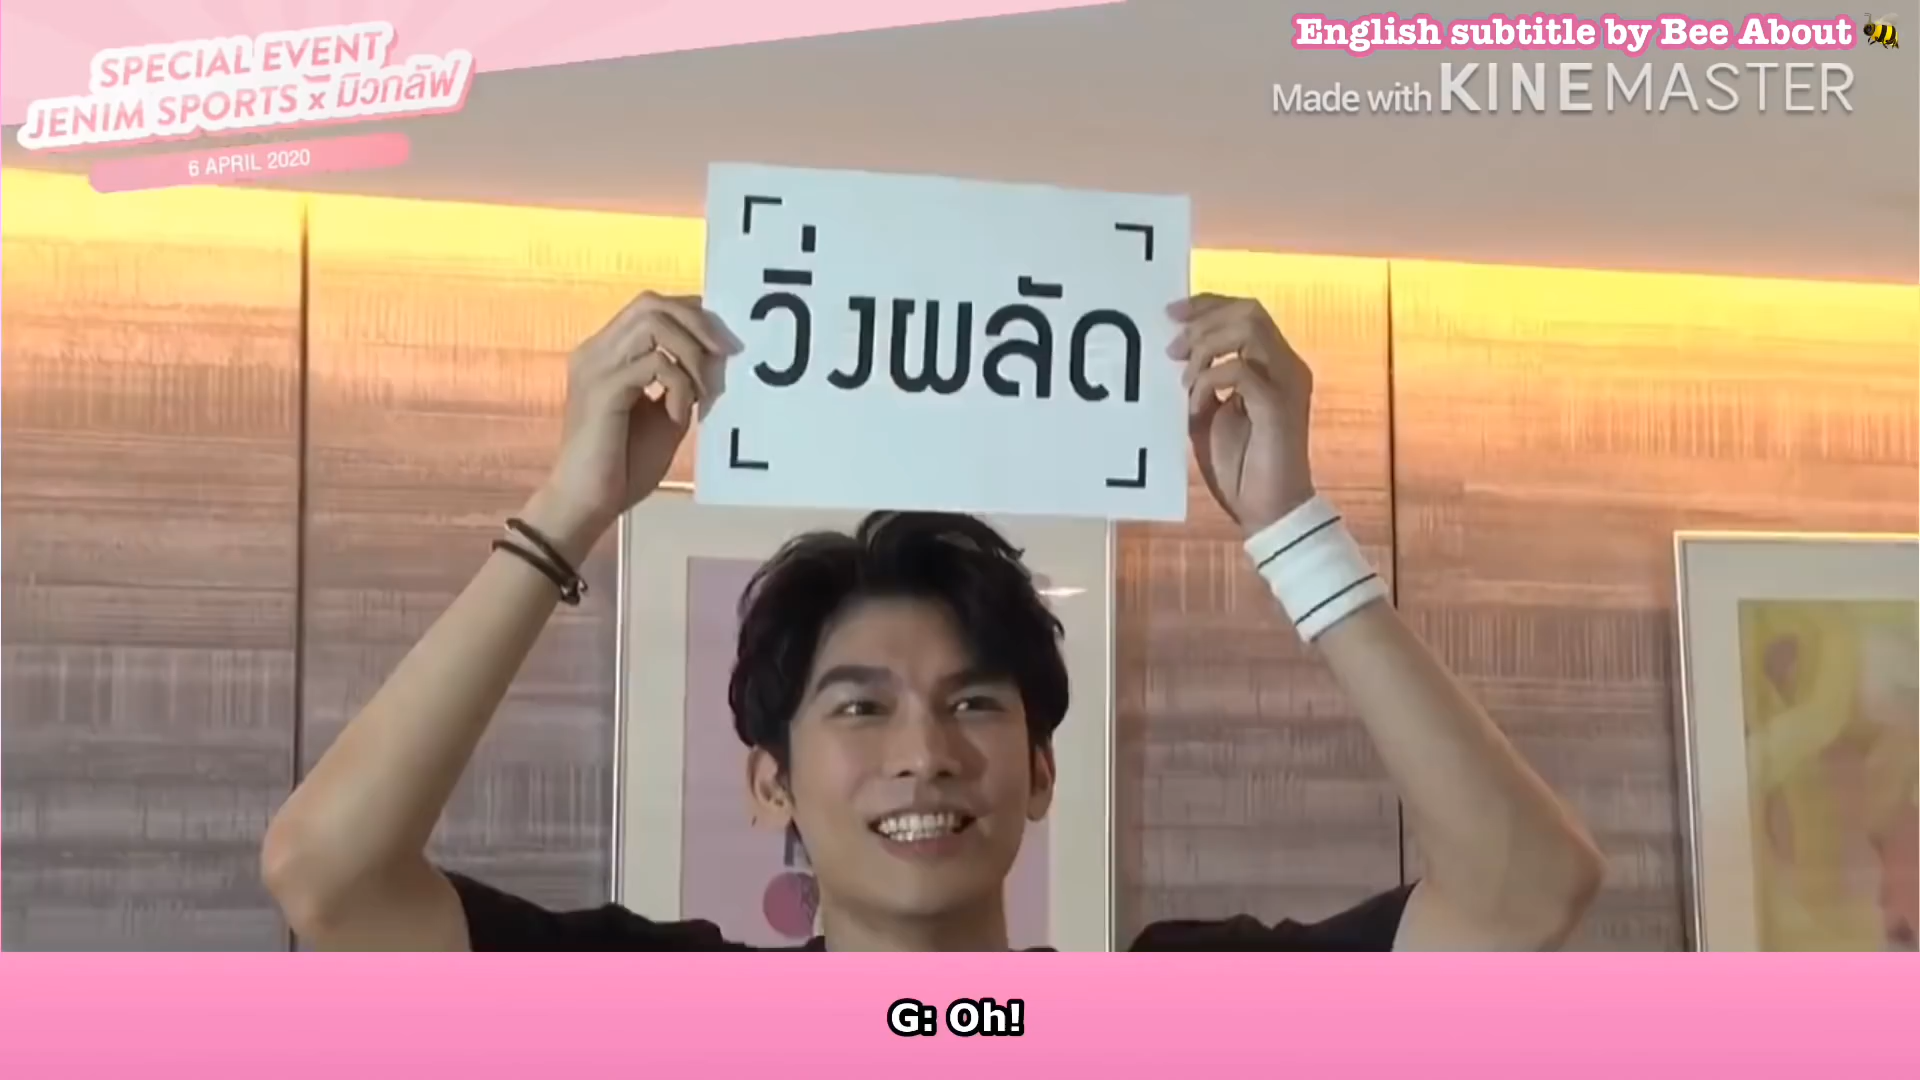 SPECIAL EVENT
JENIM SPORTS x มิวกลัฟ
6 APRIL 2020
English subtitle by Bee About
Made with KINEMASTER
วิ่งผลัด
G: Oh!